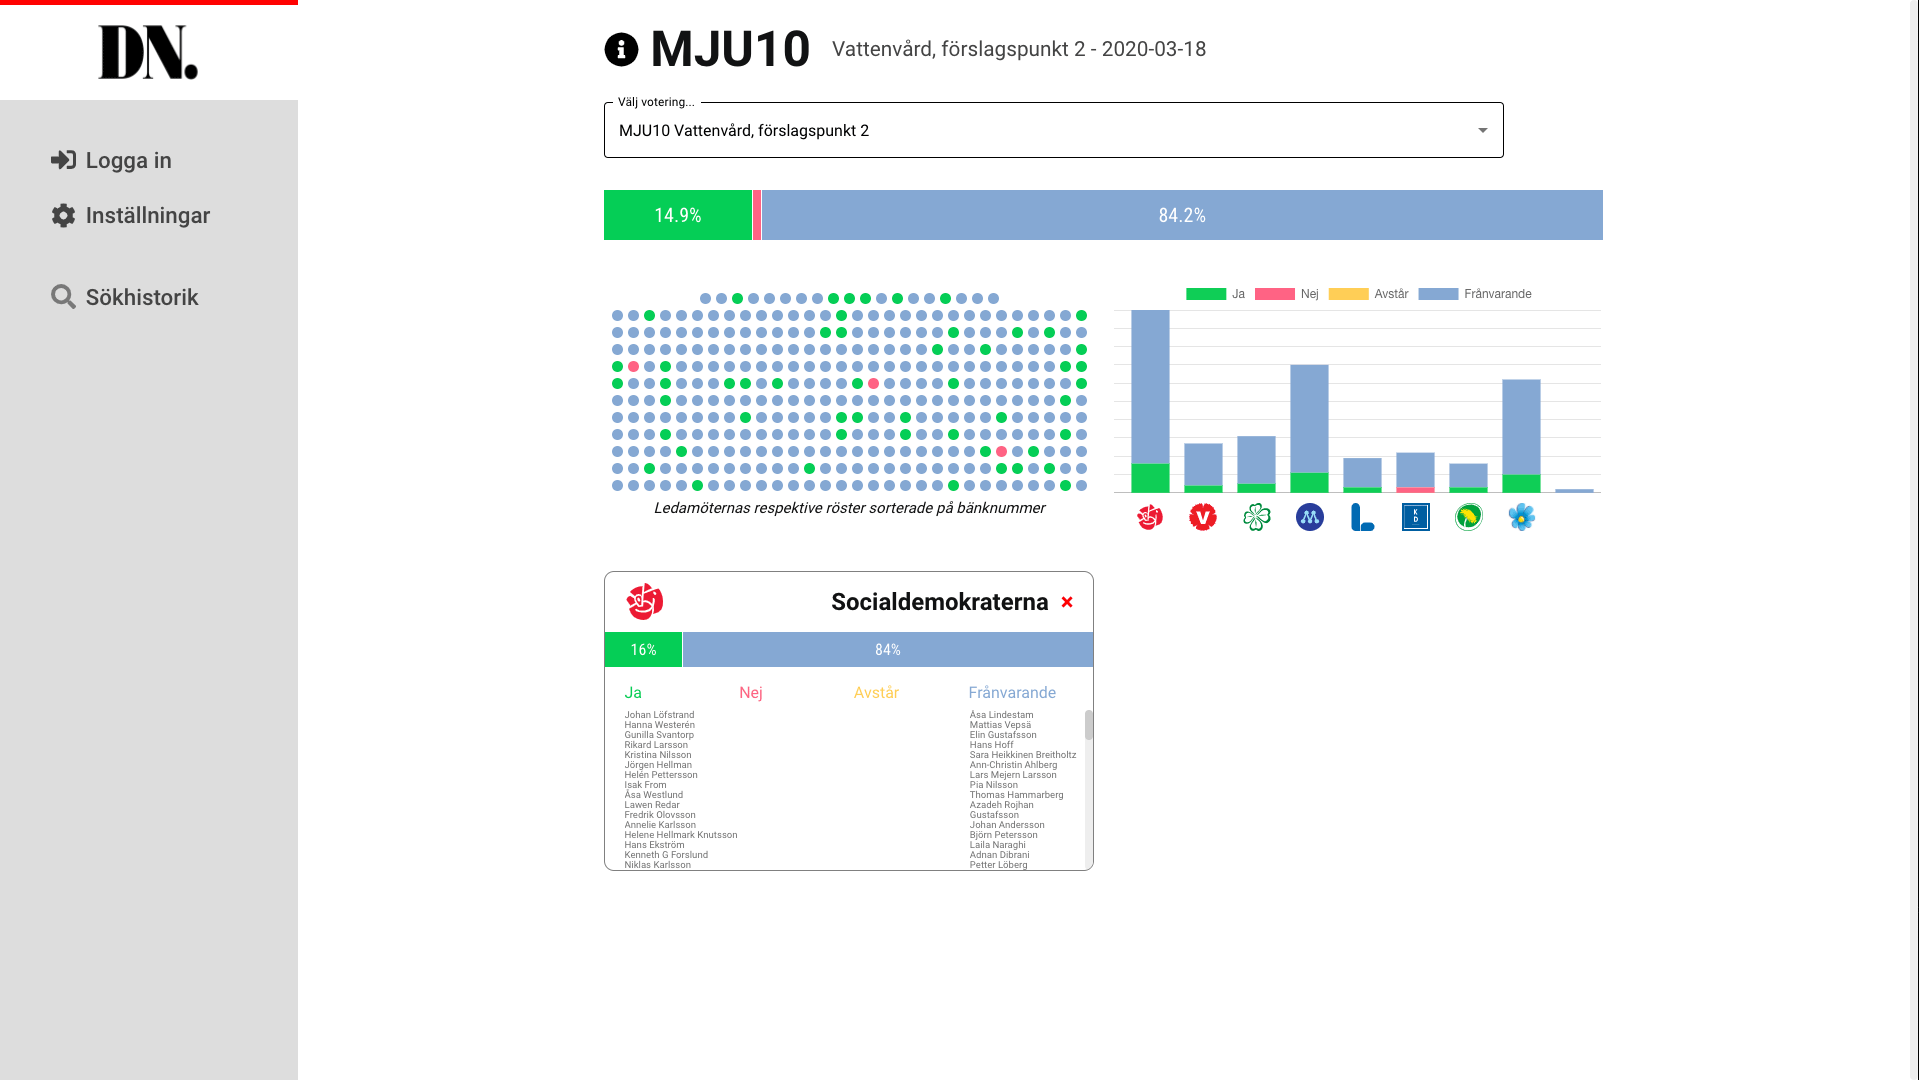 DN.
Logga in
Inställningar
Sökhistorik
MJU10 Vattenvård, förslagspunkt 2 - 2020-03-18
Välj votering...
MJU10 Vattenvård, förslagspunkt 2
14.9% 84.2%
Ledamöternas respektive röster sorterade på bänknummer
Ja Nej Avstår Frånvarande
V
KD
Socialdemokraterna
16% 84%
Ja Nej Avstår Frånvarande
Johan Löfstrand
Hanna Westerén
Gunilla Svantorp
Rikard Larsson
Kristina Nilsson
Jörgen Hellman
Helén Pettersson
Isak From
Åsa Westlund
Lawen Redar
Fredrik Olovsson
Annelie Karlsson
Helene Hellmark Knutsson
Hans Ekström
Kenneth G Forslund
Niklas Karlsson
Åsa Lindestam
Mattias Vepsä
Elin Gustafsson
Hans Hoff
Sara Heikkinen Breitholtz
Ann-Christin Ahlberg
Lars Mejern Larsson
Pia Nilsson
Thomas Hammarberg
Azadeh Rojhan
Gustafsson
Johan Andersson
Björn Petersson
Laila Naraghi
Adnan Dibrani
Petter Löberg